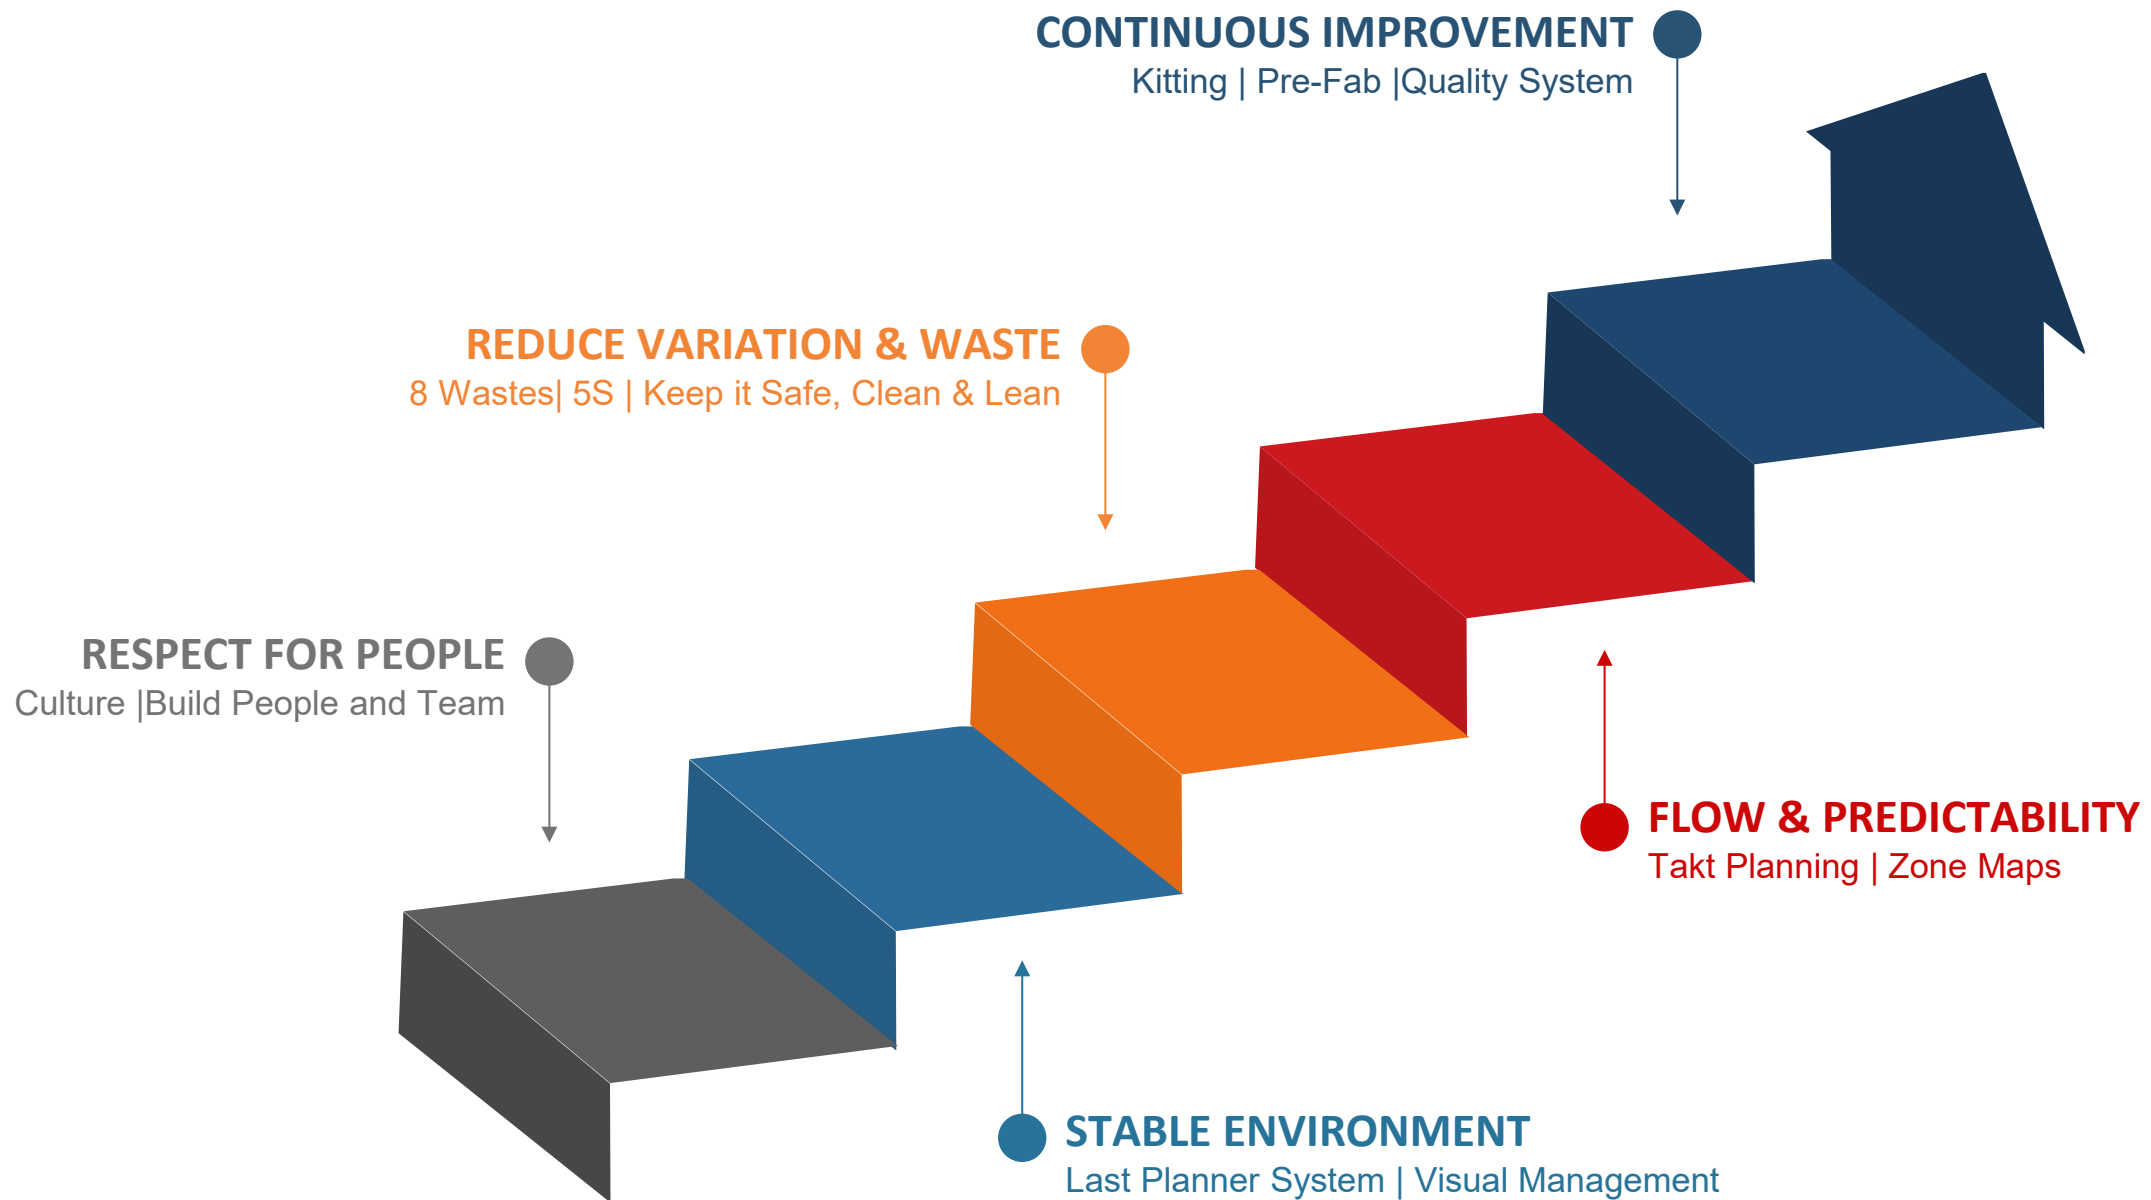 CONTINUOUS IMPROVEMENT
Kitting | Pre-Fab |Quality System
REDUCE VARIATION & WASTE
8 Wastes| 5S | Keep it Safe, Clean & Lean
RESPECT FOR PEOPLE
Culture |Build People and Team
FLOW & PREDICTABILITY
Takt Planning | Zone Maps
STABLE ENVIRONMENT
Last Planner System | Visual Management